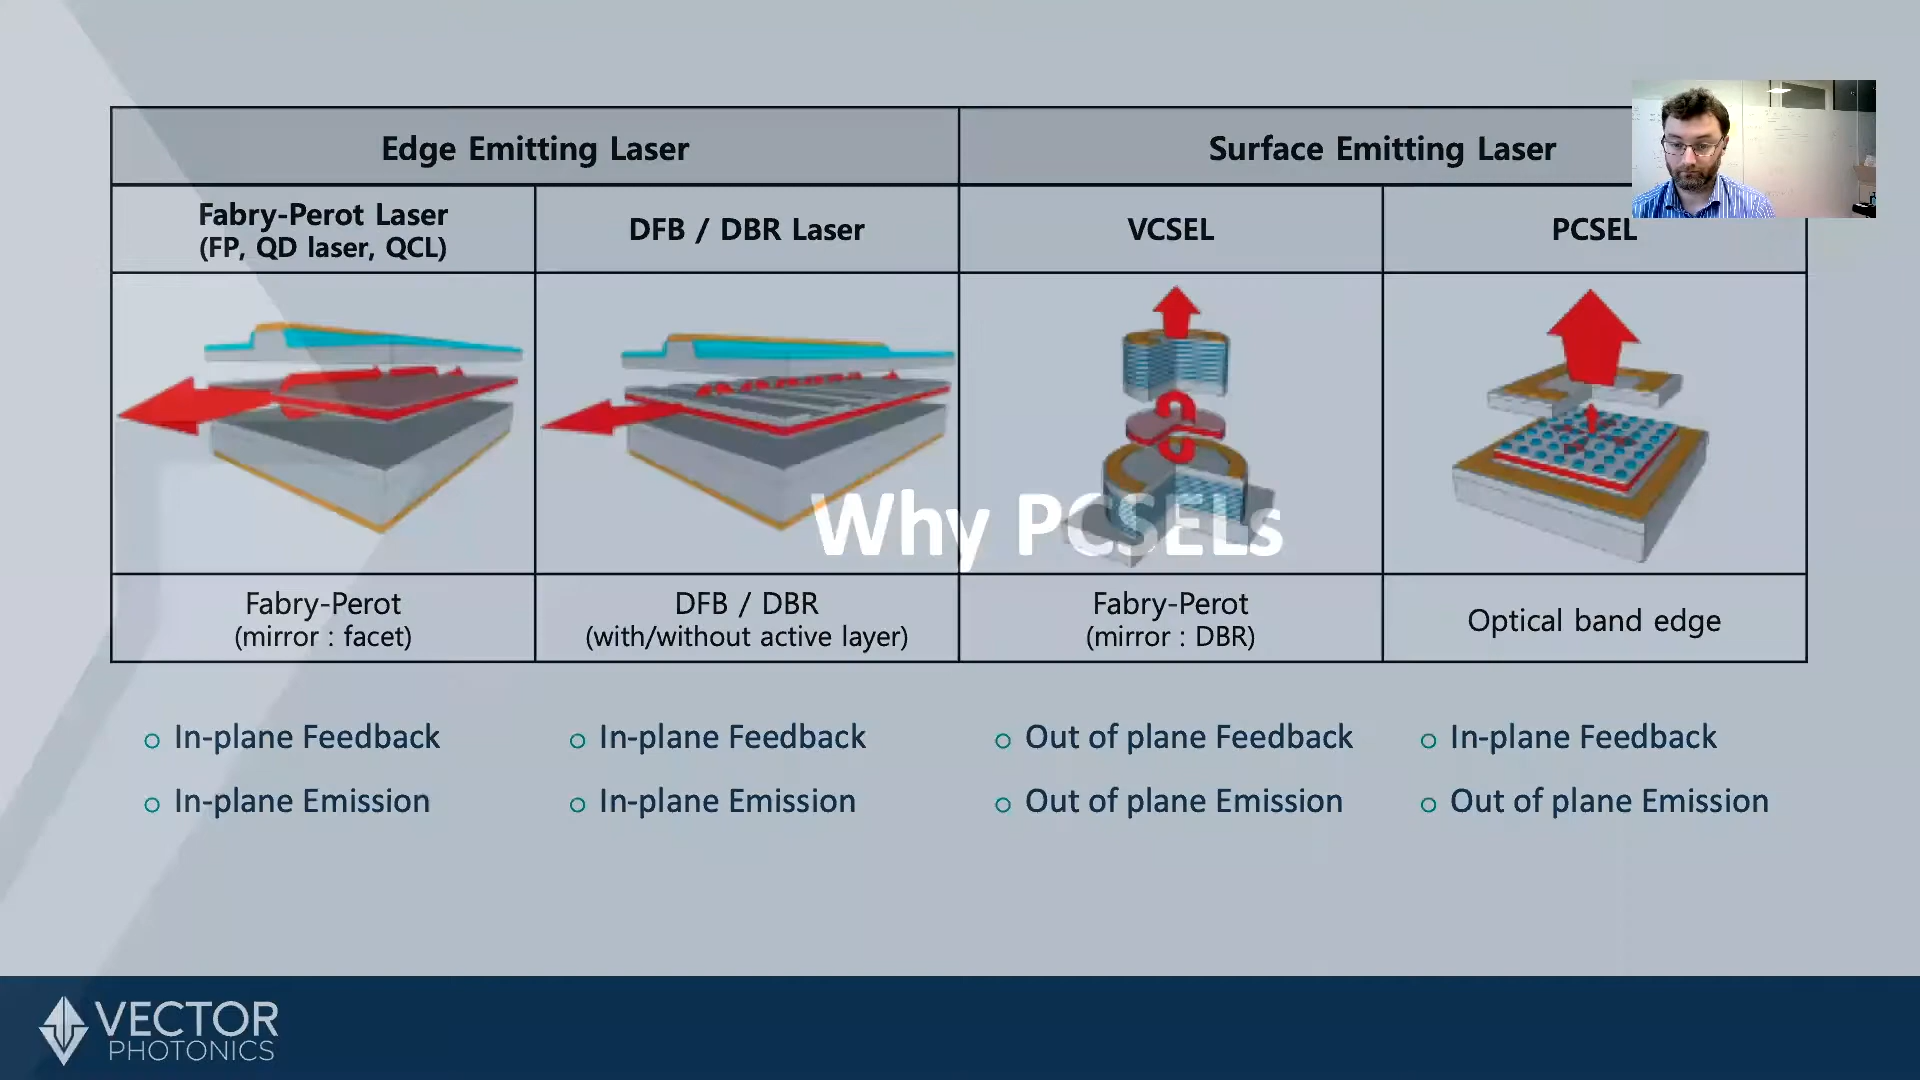 Edge Emitting Laser
Surface Emitting Laser
Fabry-Perot Laser
(FP, QD laser, QCL)
DFB / DBR Laser
VCSEL
PCSEL
Why PCSELs
Fabry-Perot
(mirror : facet)
DFB / DBR
(with/without active layer)
Fabry-Perot
(mirror : DBR)
Optical band edge
In-plane Feedback
In-plane Emission
In-plane Feedback
In-plane Emission
Out of plane Feedback
Out of plane Emission
In-plane Feedback
Out of plane Emission
VECTOR
PHOTONICS